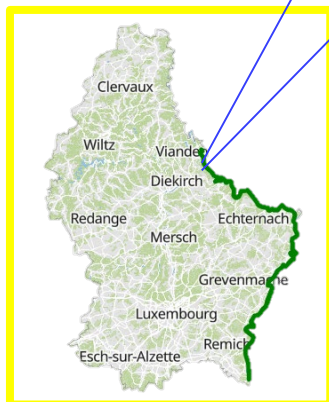 Clervaux
Wiltz
Vianden
Diekirch
Redange
Echternach
Mersch
Grevenmacher
Luxembourg
Remich
Esch-sur-Alzette